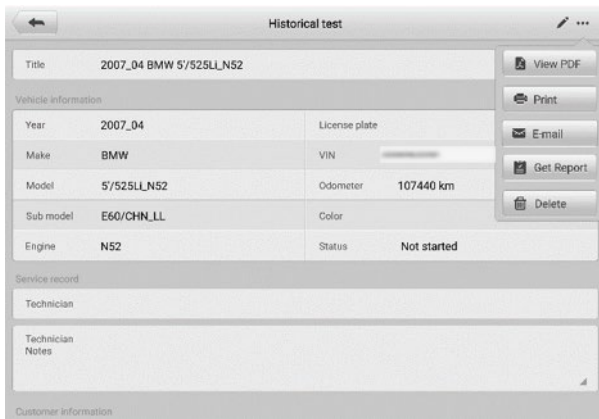 Historical test
Title 2007_04 BMW 5'/525Li_N52
View PDF
Print
E-mail
Get Report
Delete
Vehicle information
Year 2007_04 License plate
Make BMW VIN
Model 5'/525Li_N52 Odometer 107440 km
Sub model E60/CHN_LL Color
Engine N52 Status Not started
Service record
Technician
Technician
Notes
Customer information